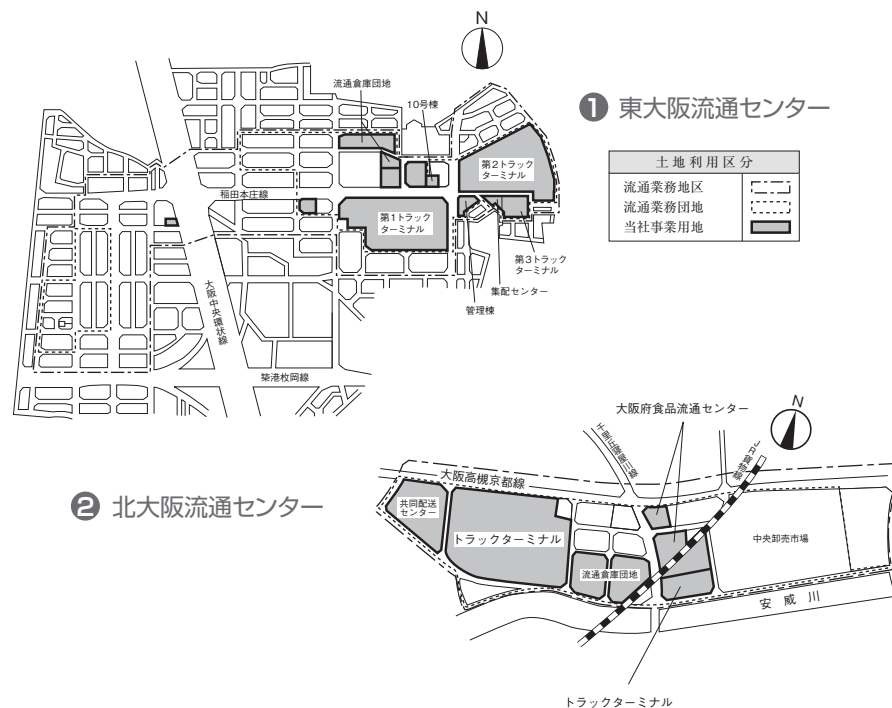 N
流通倉庫団地
10号棟
❶ 東大阪流通センター
土地利用区分
流通業務地区
流通業務団地
当社事業用地
第2トラック
ターミナル
稲田本庄線
第1トラック
ターミナル
第3トラック
ターミナル
集配センター
管理棟
大阪中央環状線
築港枚岡線
❷ 北大阪流通センター
N
大阪府食品流通センター
JR貨物線
大阪高槻京都線
共同配送
センター
トラックターミナル
流通倉庫団地
中央卸売市場
安威川
トラックターミナル